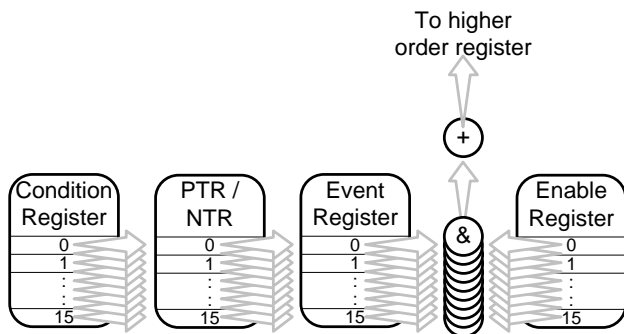 To higher
order register
+
Condition
Register
0
1
:
:
15
PTR /
NTR
0
1
:
:
15
Event
Register
0
1
:
:
15
&
Enable
Register
0
1
:
:
15